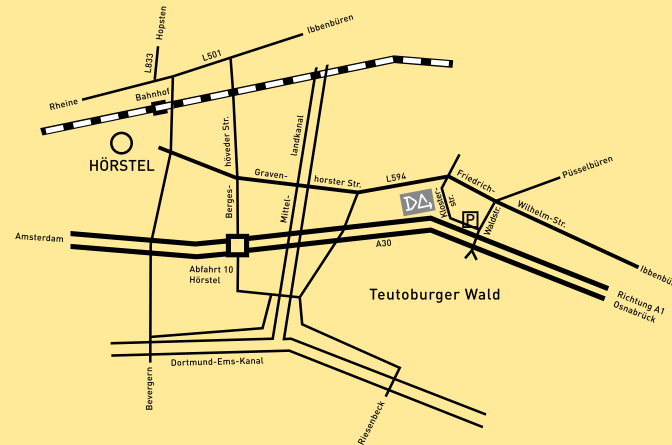 Hopsten
L833
L501
Ibbenbüren
Rheine
Bahnhof
HÖRSTEL
höveder Str.
Berges-
landkanal
Mittel-
Graven-
horster Str.
L594
Kloster-
str.
Friedrich-
Wilhelm-Str.
Püsselbüren
P
Waldstr.
Ibbenbü
Amsterdam
A30
Abfahrt 10
Hörstel
Teutoburger Wald
Richtung A1
Osnabrück
Dortmund-Ems-Kanal
Bevergern
Riesenbeck